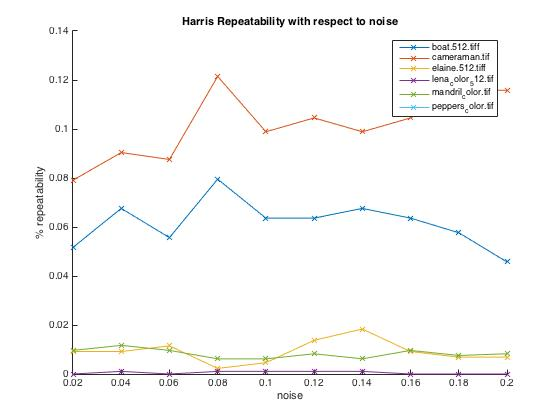 Harris Repeatability with respect to noise
0.14
0.12
0.1
0.08
0.06
0.04
0.02
0
% repeatability
boat.512.tiff
cameraman.tif
elaine.512.tiff
lena_color_512.tif
mandril_color.tif
peppers_color.tif
0.02 0.04 0.06 0.08 0.1 0.12 0.14 0.16 0.18 0.2
noise